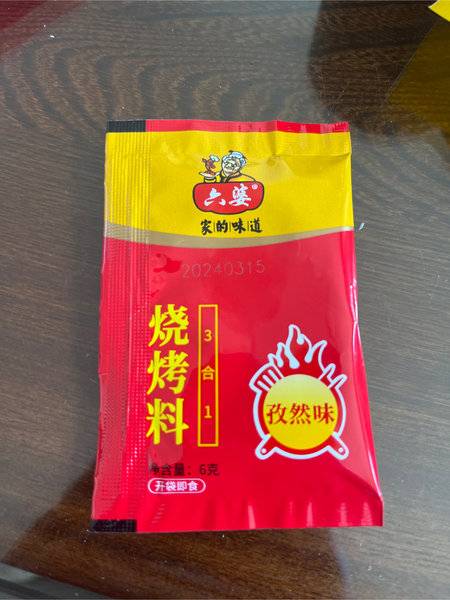 六婆®
家的味道
20240315
烧烤料
3合1
孜然味
净含量：6克
开袋即食